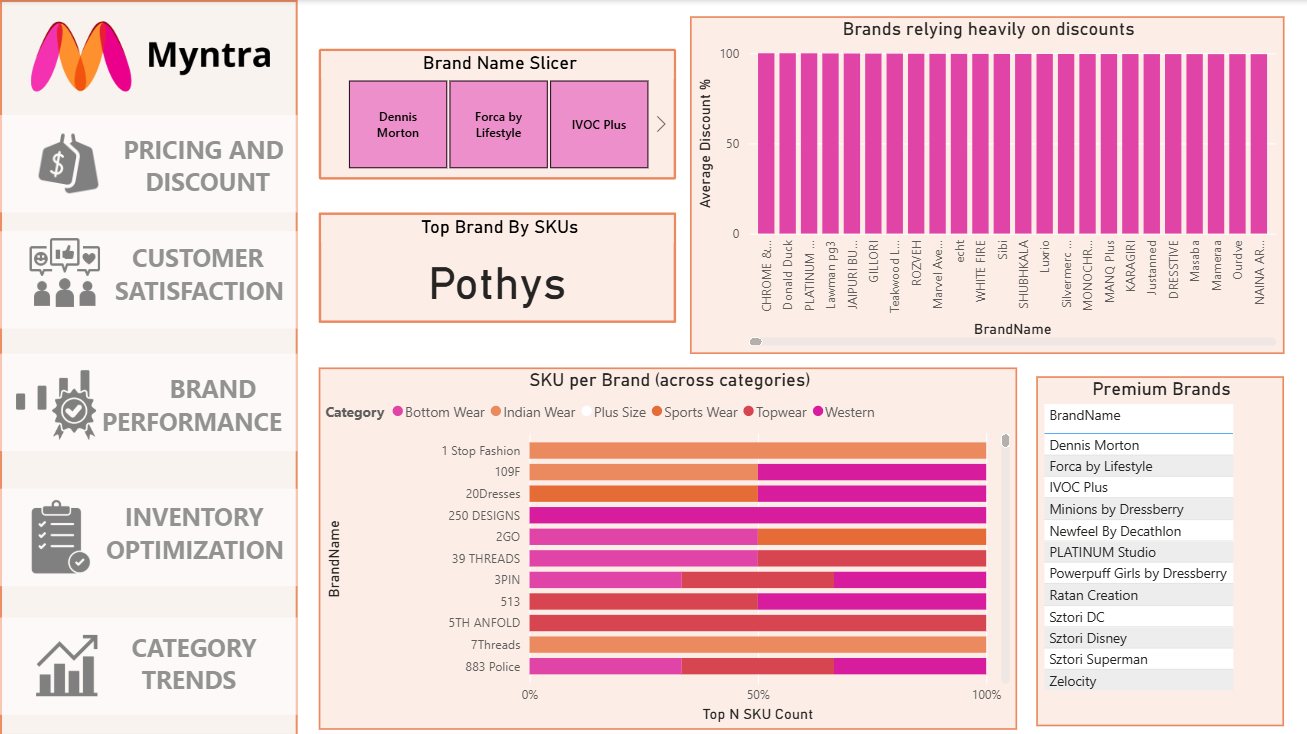 Myntra
PRICING AND
DISCOUNT
CUSTOMER
SATISFACTION
BRAND
PERFORMANCE
INVENTORY
OPTIMIZATION
CATEGORY
TRENDS
Brand Name Slicer
Dennis
Morton
Forca by
Lifestyle
IVOC Plus
Top Brand By SKUs
Pothys
Brands relying heavily on discounts
Average Discount %
100
50
0
CHROME &...
Donald Duck
PLATINUM ...
Lawman pg3
JAIPURI BU...
GILLORI
Teakwood L...
ROZVEH
Marvel Ave...
echt
WHITE FIRE
Sibi
SHUBHKALA
Luxrio
Silvermerc ...
MONOCHR...
MANQ Plus
KARAGIRI
Justanned
DRESSTIVE
Masaba
Mameraa
Ourdve
NAINA AR...
BrandName
SKU per Brand (across categories)
Category Bottom Wear Indian Wear Plus Size Sports Wear Topwear Western
BrandName
1 Stop Fashion
109F
20Dresses
250 DESIGNS
2GO
39 THREADS
3PIN
513
5TH ANFOLD
7Threads
883 Police
0% 50% 100%
Top N SKU Count
Premium Brands
BrandName
Dennis Morton
Forca by Lifestyle
IVOC Plus
Minions by Dressberry
Newfeel By Decathlon
PLATINUM Studio
Powerpuff Girls by Dressberry
Ratan Creation
Sztori DC
Sztori Disney
Sztori Superman
Zelocity